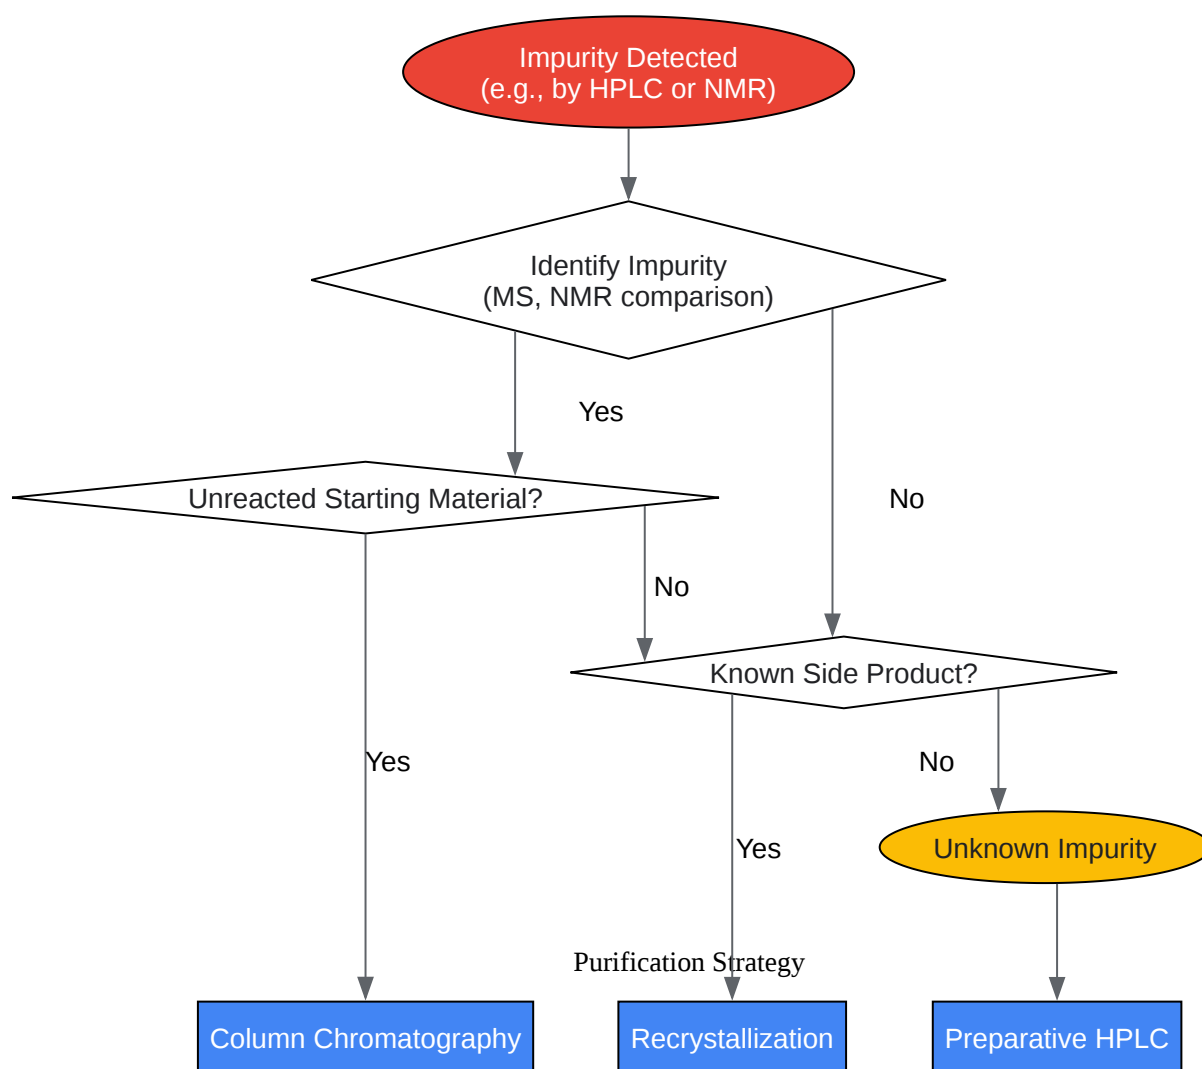 Impurity Detected
(e.g., by HPLC or NMR)
Identify Impurity
(MS, NMR comparison)
Yes
Unreacted Starting Material?
No
No
Known Side Product?
Yes
No
Yes
Unknown Impurity
Purification Strategy
Column Chromatography
Recrystallization
Preparative HPLC